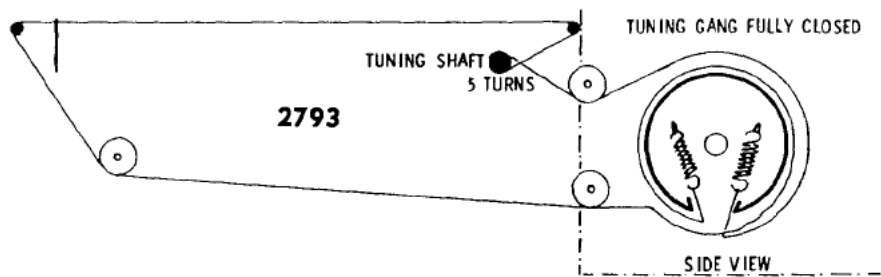 TUNING GANG FULLY CLOSED
TUNING SHAFT
5 TURNS
2793
SIDE VIEW